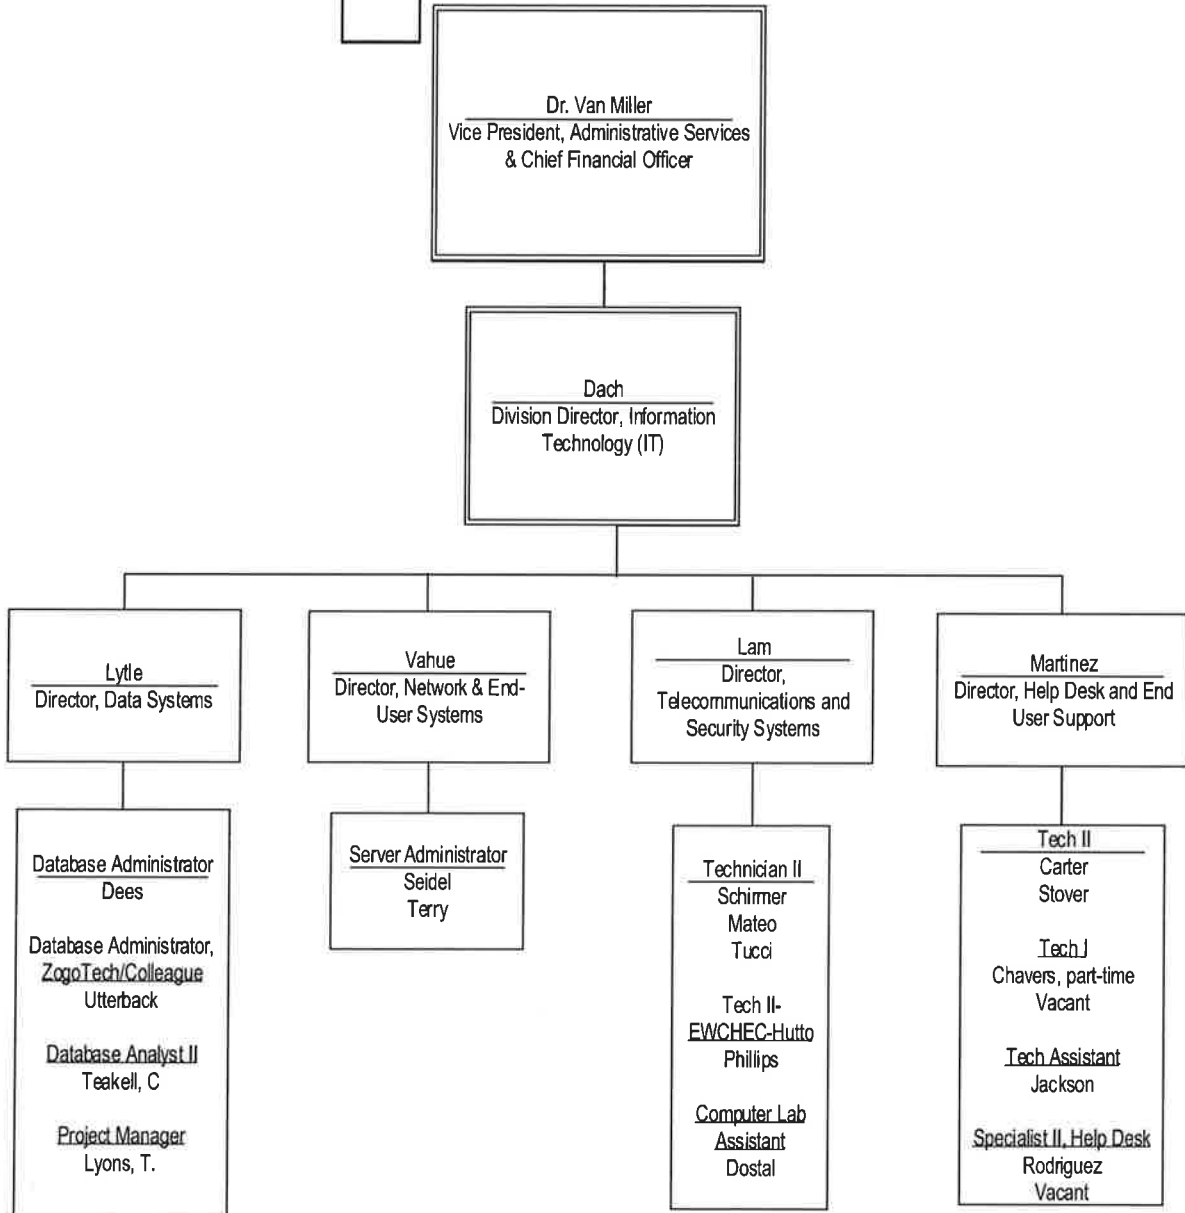 Dr. Van Miller
Vice President, Administrative Services
& Chief Financial Officer
Dach
Division Director, Information
Technology (IT)
Lytle
Director, Data Systems
Vahue
Director, Network & End-
User Systems
Lam
Director,
Telecommunications and
Security Systems
Martinez
Director, Help Desk and End
User Support
Database Administrator
Dees
Database Administrator,
ZogoTech/Colleague
Utterback
Database Analyst II
Teakell, C
Project Manager
Lyons, T.
Server Administrator
Seidel
Terry
Technician II
Schirmer
Mateo
Tucci
Tech II-
EWCHEC-Hutto
Phillips
Computer Lab
Assistant
Dostal
Tech II
Carter
Stover
Tech I
Chavers, part-time
Vacant
Tech Assistant
Jackson
Specialist II, Help Desk
Rodriguez
Vacant